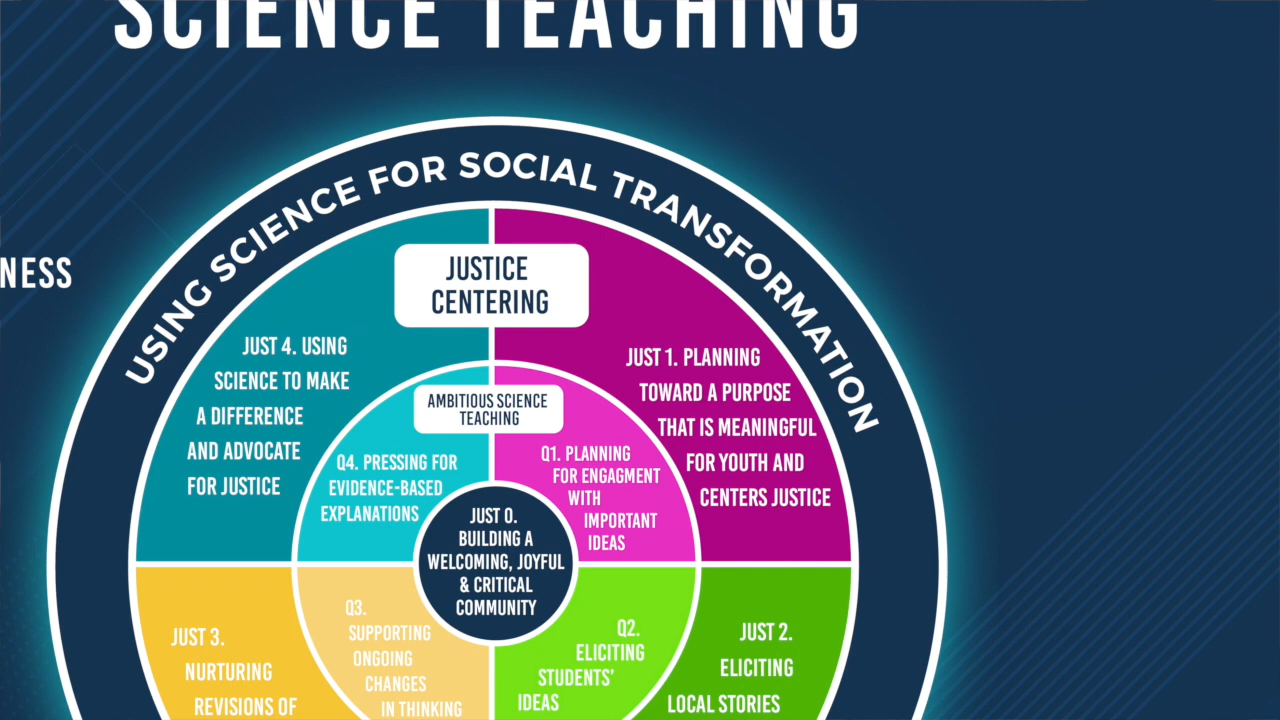 SCIENCE TEACHING
USING SCIENCE FOR SOCIAL TRANSFORMATION
NESS
JUSTICE
CENTERING
JUST 4. USING
SCIENCE TO MAKE
A DIFFERENCE
AND ADVOCATE
FOR JUSTICE
JUST 1. PLANNING
TOWARD A PURPOSE
THAT IS MEANINGFUL
FOR YOUTH AND
CENTERS JUSTICE
AMBITIOUS SCIENCE
TEACHING
Q4. PRESSING FOR
EVIDENCE-BASED
EXPLANATIONS
Q1. PLANNING
FOR ENGAGMENT
WITH
IMPORTANT
IDEAS
JUST 0.
BUILDING A
WELCOMING, JOYFUL
& CRITICAL
COMMUNITY
JUST 3.
NURTURING
REVISIONS OF
Q3.
SUPPORTING
ONGOING
CHANGES
IN THINKING
Q2.
ELICITING
STUDENTS'
IDEAS
JUST 2.
ELICITING
LOCAL STORIES